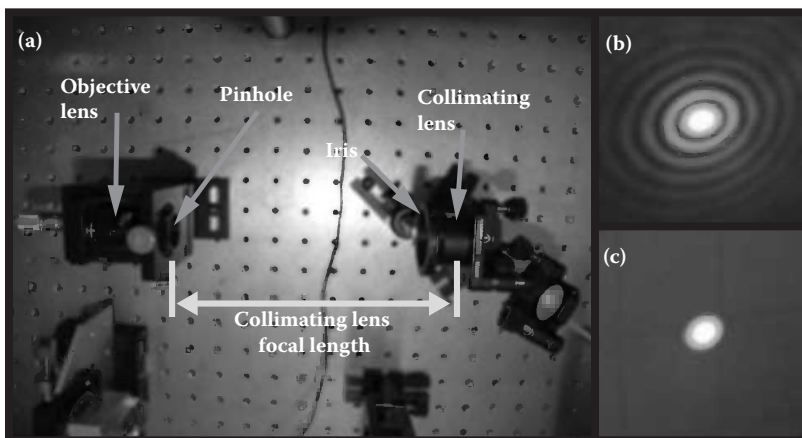 (a)
Objective
lens
Pinhole
Collimating
lens
Iris
Collimating lens
focal length
(b)
(c)